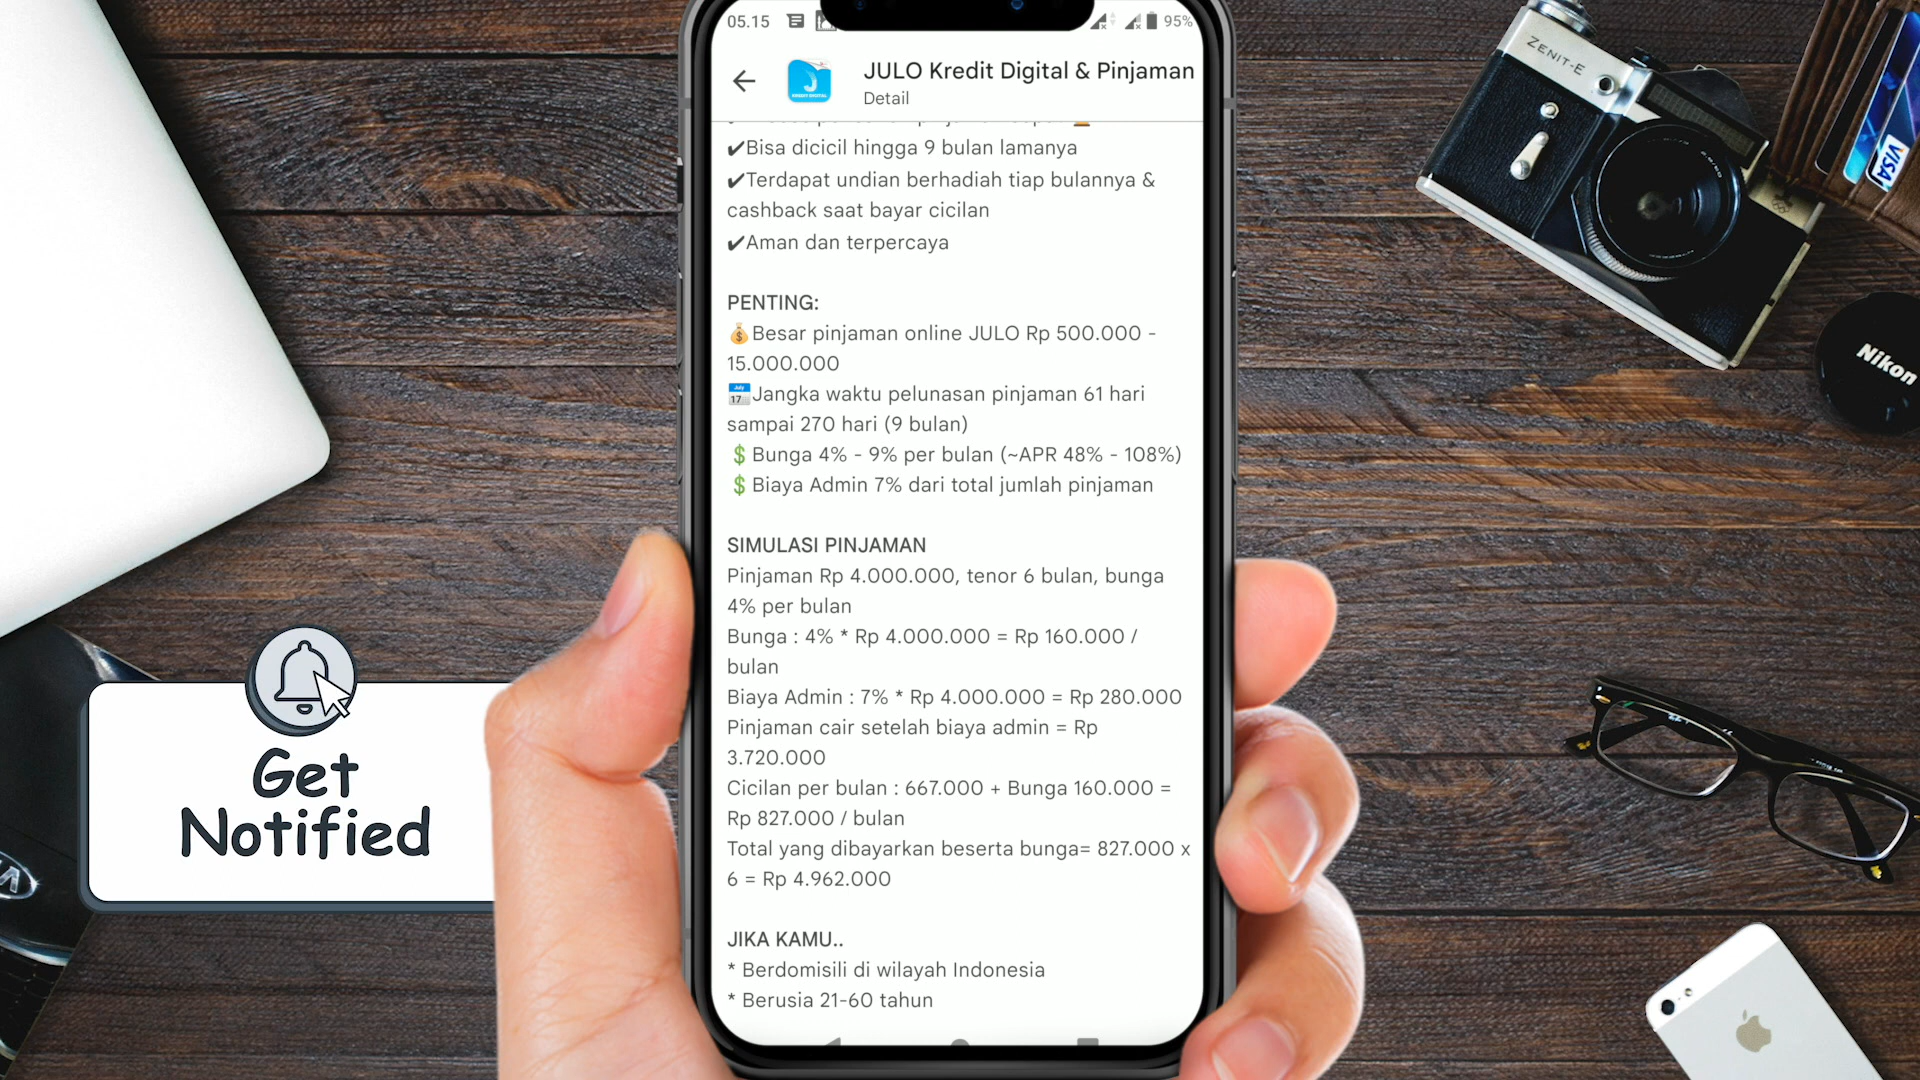 05.15
95%
JULO Kredit Digital & Pinjaman
Detail
✔Bisa dicicil hingga 9 bulan lamanya
✔Terdapat undian berhadiah tiap bulannya &
cashback saat bayar cicilan
✔Aman dan terpercaya
PENTING:
💰Besar pinjaman online JULO Rp 500.000 -
15.000.000
📅Jangka waktu pelunasan pinjaman 61 hari
sampai 270 hari (9 bulan)
💲Bunga 4% - 9% per bulan (~APR 48% - 108%)
💲Biaya Admin 7% dari total jumlah pinjaman
SIMULASI PINJAMAN
Pinjaman Rp 4.000.000, tenor 6 bulan, bunga
4% per bulan
Bunga : 4% * Rp 4.000.000 = Rp 160.000 /
bulan
Biaya Admin : 7% * Rp 4.000.000 = Rp 280.000
Pinjaman cair setelah biaya admin = Rp
3.720.000
Cicilan per bulan : 667.000 + Bunga 160.000 =
Rp 827.000 / bulan
Total yang dibayarkan beserta bunga= 827.000 x
6 = Rp 4.962.000
JIKA KAMU..
* Berdomisili di wilayah Indonesia
* Berusia 21-60 tahun
Get
Notified
ZENIT-E
VISA
Nikon